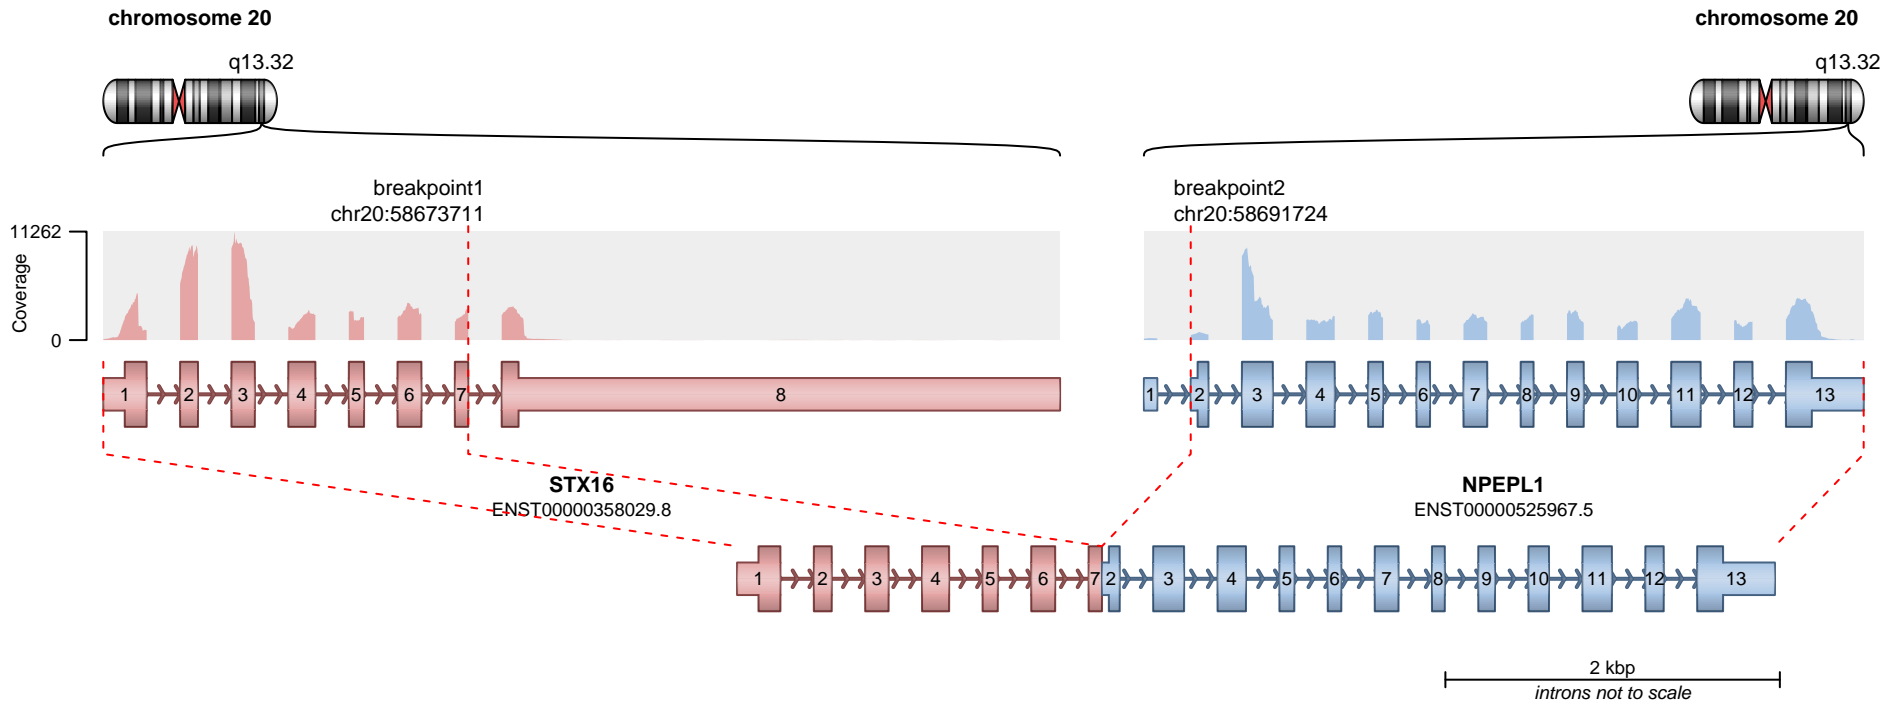 chromosome 20
chromosome 20
q13.32
q13.32
breakpoint1
chr20:58673711
breakpoint2
chr20:58691724
11262
Coverage
0
1 2 3 4 5 6 7 8
1 2 3 4 5 6 7 8 9 10 11 12 13
STX16
ENST00000358029.8
NPEPL1
ENST00000525967.5
1 2 3 4 5 6 7 2 3 4 5 6 7 8 9 10 11 12 13
2 kbp
introns not to scale